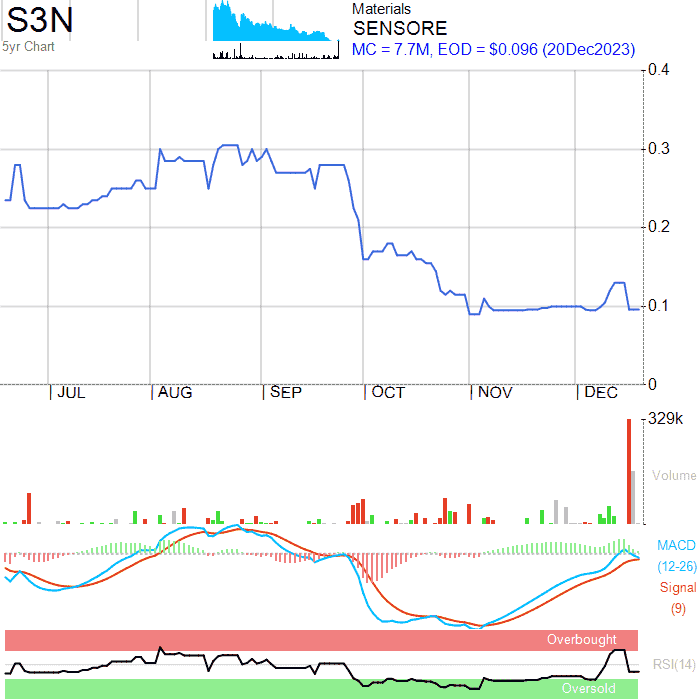 S3N
5yr Chart
Materials
SENSORE
MC = 7.7M, EOD = $0.096 (20Dec2023)
0.4
0.3
0.2
0.1
0
| JUL | AUG | SEP | OCT | NOV | DEC
329k
Volume
MACD
(12-26)
Signal
(9)
Overbought
RSI(14)
Oversold